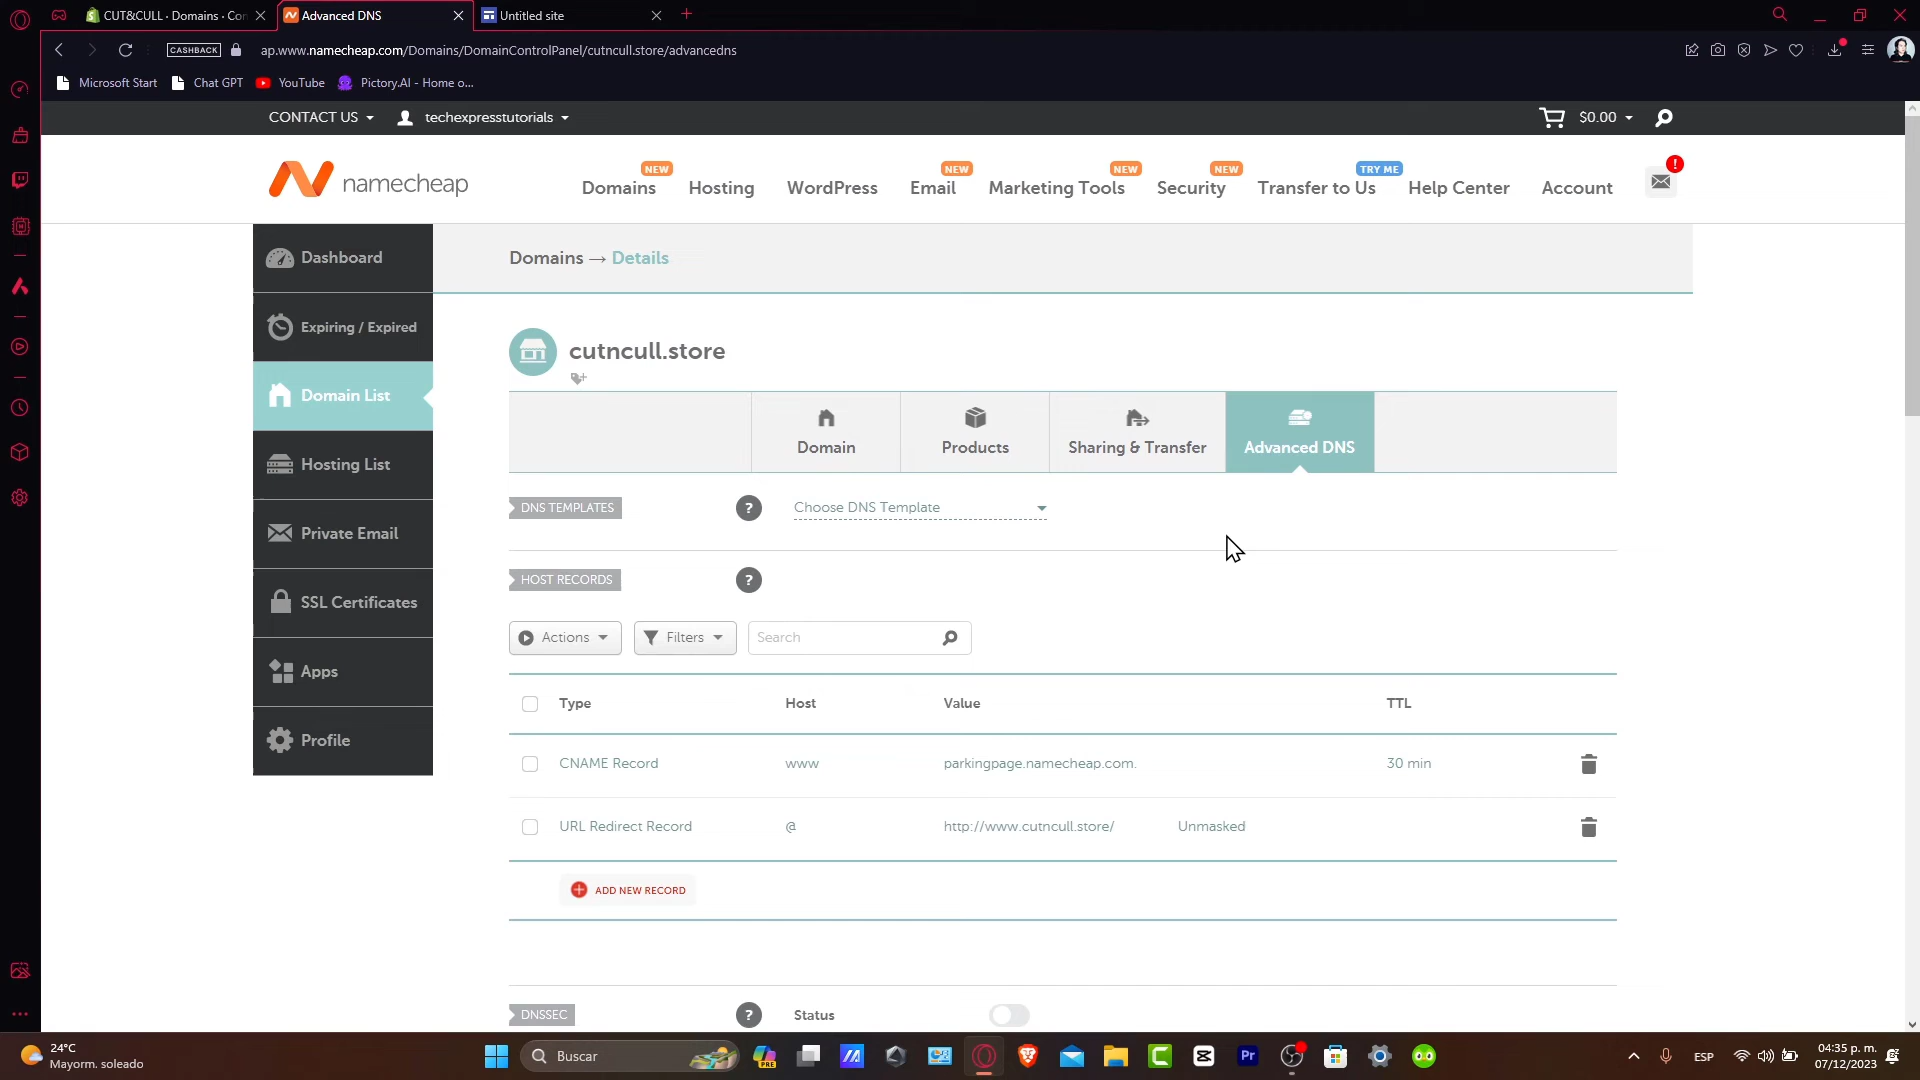 CUT&CULL · Domains · Con
Advanced DNS
Untitled site
CASHBACK
ap.www.namecheap.com/Domains/DomainControlPanel/cutncull.store/advancedns
Microsoft Start
Chat GPT
YouTube
Pictory.AI - Home o...
CONTACT US
techexpresstutorials
$0.00
namecheap
NEW
NEW
NEW
NEW
TRY ME
!
Domains
Hosting
WordPress
Email
Marketing Tools
Security
Transfer to Us
Help Center
Account
Dashboard
Expiring / Expired
Domain List
Hosting List
Private Email
SSL Certificates
Apps
Profile
Domains → Details
cutncull.store
Domain
Products
Sharing & Transfer
Advanced DNS
DNS TEMPLATES
?
Choose DNS Template
HOST RECORDS
?
Actions
Filters
Search
Type Host Value TTL
CNAME Record www parkingpage.namecheap.com. 30 min
URL Redirect Record @ http://www.cutncull.store/ Unmasked
ADD NEW RECORD
DNSSEC
?
Status
24°C
Mayorm. soleado
Buscar
PRE
Pr
ESP
04:35 p. m.
07/12/2023